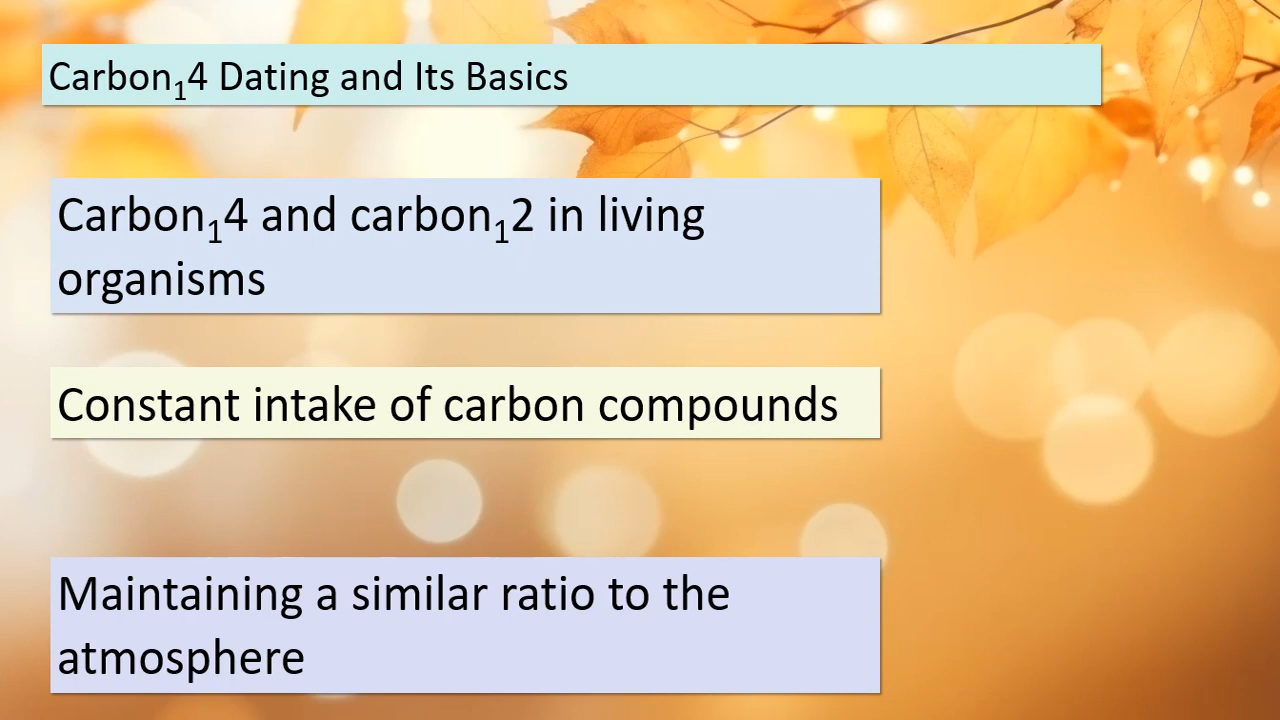 Carbon₁4 Dating and Its Basics
Carbon₁4 and carbon₁2 in living
organisms
Constant intake of carbon compounds
Maintaining a similar ratio to the
atmosphere